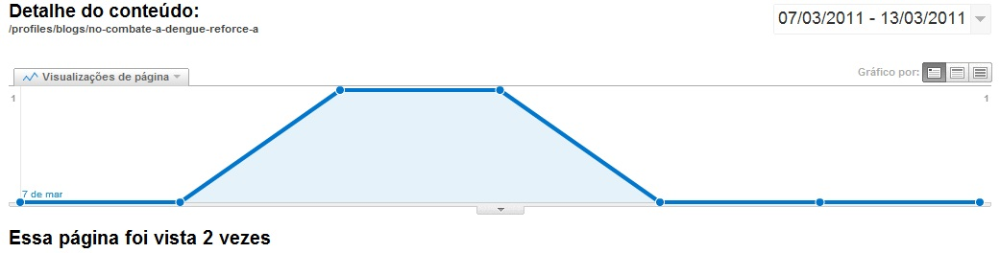 Detalhe do conteúdo:
/profiles/blogs/no-combate-a-dengue-reforce-a
07/03/2011 - 13/03/2011
Visualizações de página
Gráfico por:
1
1
7 de mar
Essa página foi vista 2 vezes